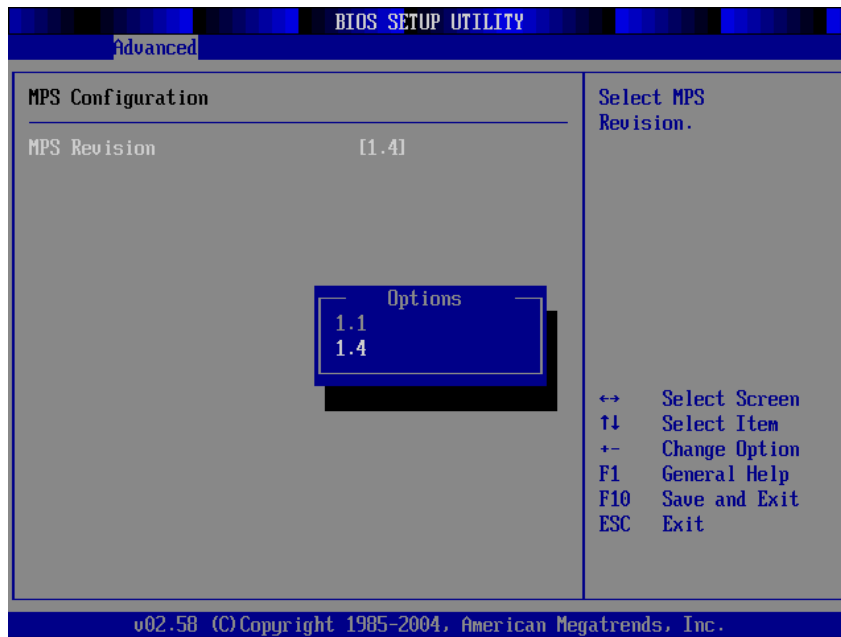 BIOS SETUP UTILITY
Advanced
MPS Configuration
MPS Revision [1.4]
Options
1.1
1.4
Select MPS
Revision.
←→ Select Screen
↑↓ Select Item
+- Change Option
F1 General Help
F10 Save and Exit
ESC Exit
v02.58 (C)Copyright 1985-2004, American Megatrends, Inc.